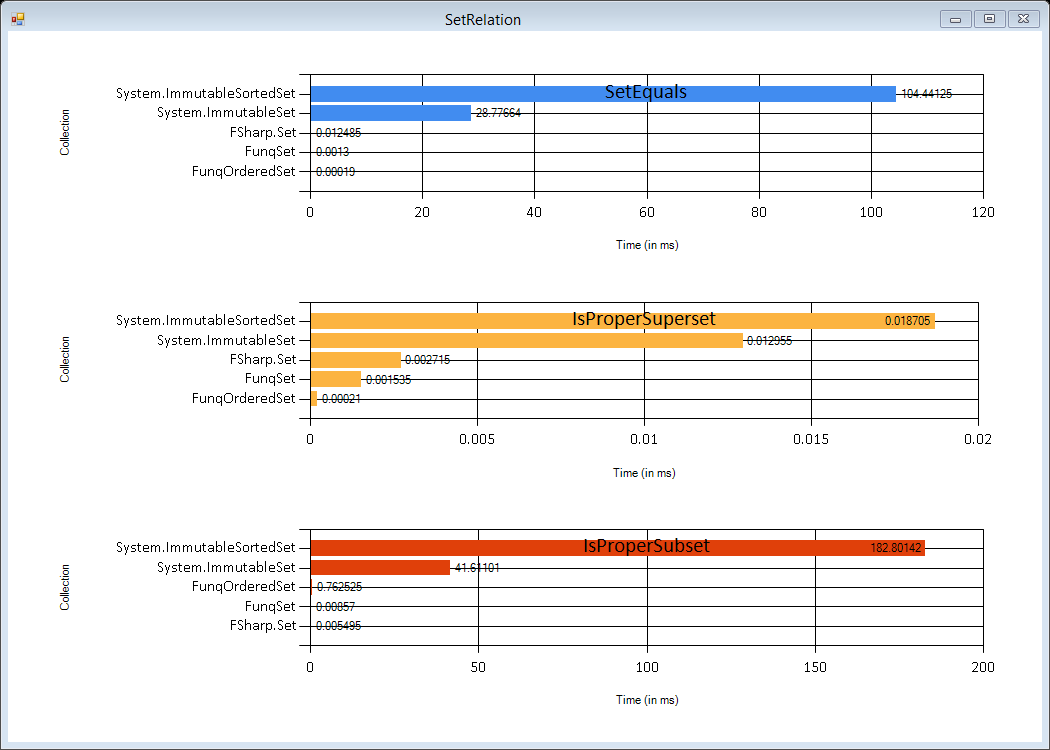 SetRelation
SetEquals
Collection
System.ImmutableSortedSet 104.44125
System.ImmutableSet 28.77664
FSharp.Set 0.012485
FunqSet 0.0013
FunqOrderedSet 0.00019
0 20 40 60 80 100 120
Time (in ms)
IsProperSuperset
Collection
System.ImmutableSortedSet 0.018705
System.ImmutableSet 0.012955
FSharp.Set 0.002715
FunqSet 0.001535
FunqOrderedSet 0.00021
0 0.005 0.01 0.015 0.02
Time (in ms)
IsProperSubset
Collection
System.ImmutableSortedSet 182.80142
System.ImmutableSet 41.61101
FunqOrderedSet 0.762525
FunqSet 0.00857
FSharp.Set 0.005495
0 50 100 150 200
Time (in ms)